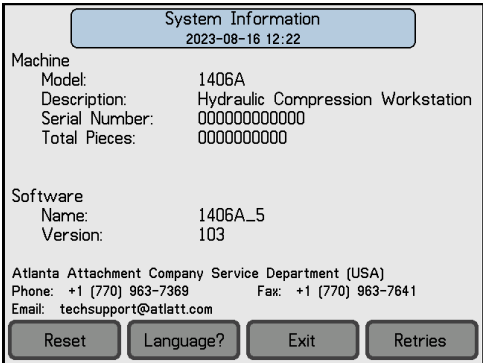 System Information
2023-08-16 12:22
Machine
Model: 1406A
Description: Hydraulic Compression Workstation
Serial Number: 000000000000
Total Pieces: 0000000000
Software
Name: 1406A_5
Version: 103
Atlanta Attachment Company Service Department (USA)
Phone: +1 (770) 963-7369 Fax: +1 (770) 963-7641
Email: techsupport@atlatt.com
Reset Language? Exit Retries